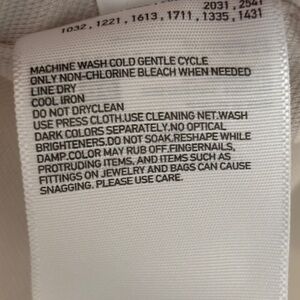 2031, 2541
1032, 1221, 1613, 1711, 1335, 1431
MACHINE WASH COLD GENTLE CYCLE
ONLY NON-CHLORINE BLEACH WHEN NEEDED
LINE DRY
COOL IRON
DO NOT DRYCLEAN
USE PRESS CLOTH.USE CLEANING NET.WASH
DARK COLORS SEPARATELY.NO OPTICAL
BRIGHTENERS.DO NOT SOAK.RESHAPE WHILE
DAMP.COLOR MAY RUB OFF.FINGERNAILS,
PROTRUDING ITEMS, AND ITEMS SUCH AS
FITTINGS ON JEWELRY AND BAGS CAN CAUSE
SNAGGING. PLEASE USE CARE.